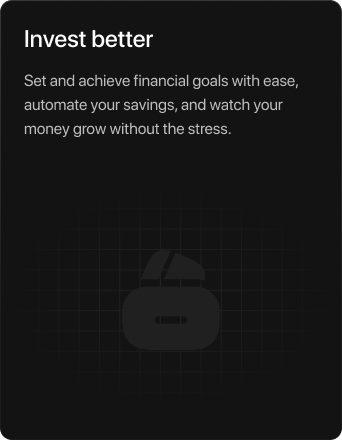 Invest better
Set and achieve financial goals with ease,
automate your savings, and watch your
money grow without the stress.